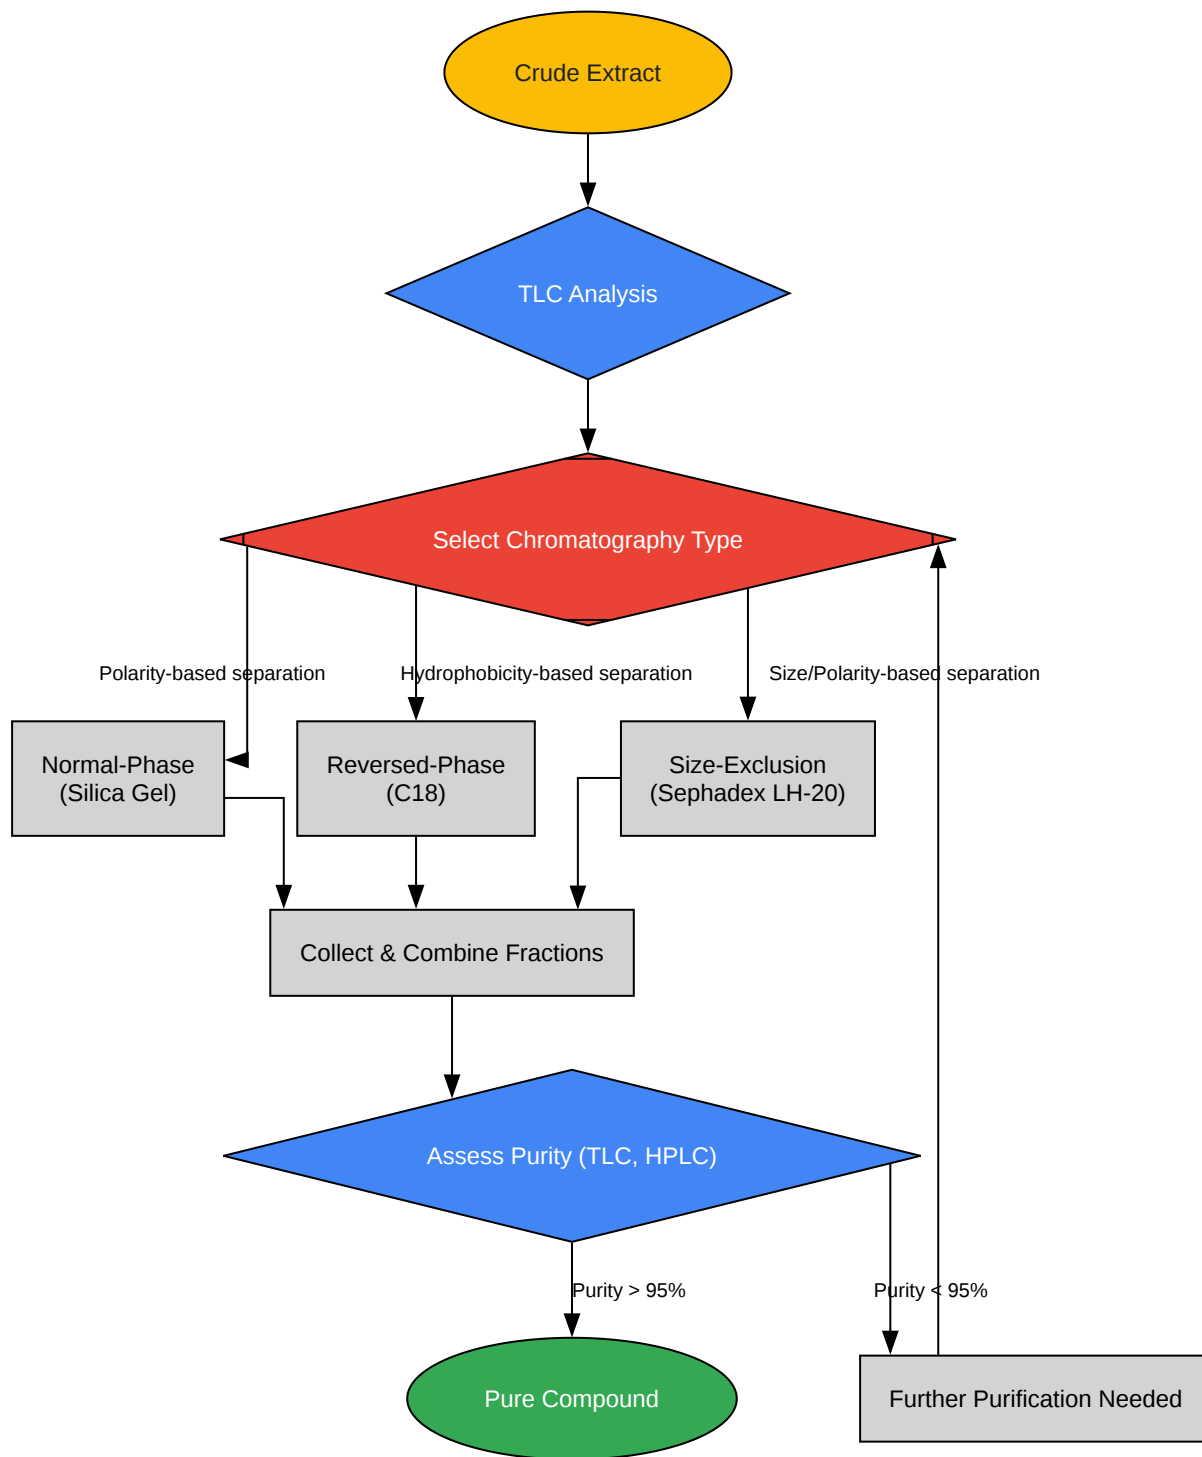 Crude Extract
TLC Analysis
Select Chromatography Type
Polarity-based separation
Hydrophobicity-based separation
Size/Polarity-based separation
Normal-Phase
(Silica Gel)
Reversed-Phase
(C18)
Size-Exclusion
(Sephadex LH-20)
Collect & Combine Fractions
Assess Purity (TLC, HPLC)
Purity > 95%
Purity < 95%
Pure Compound
Further Purification Needed